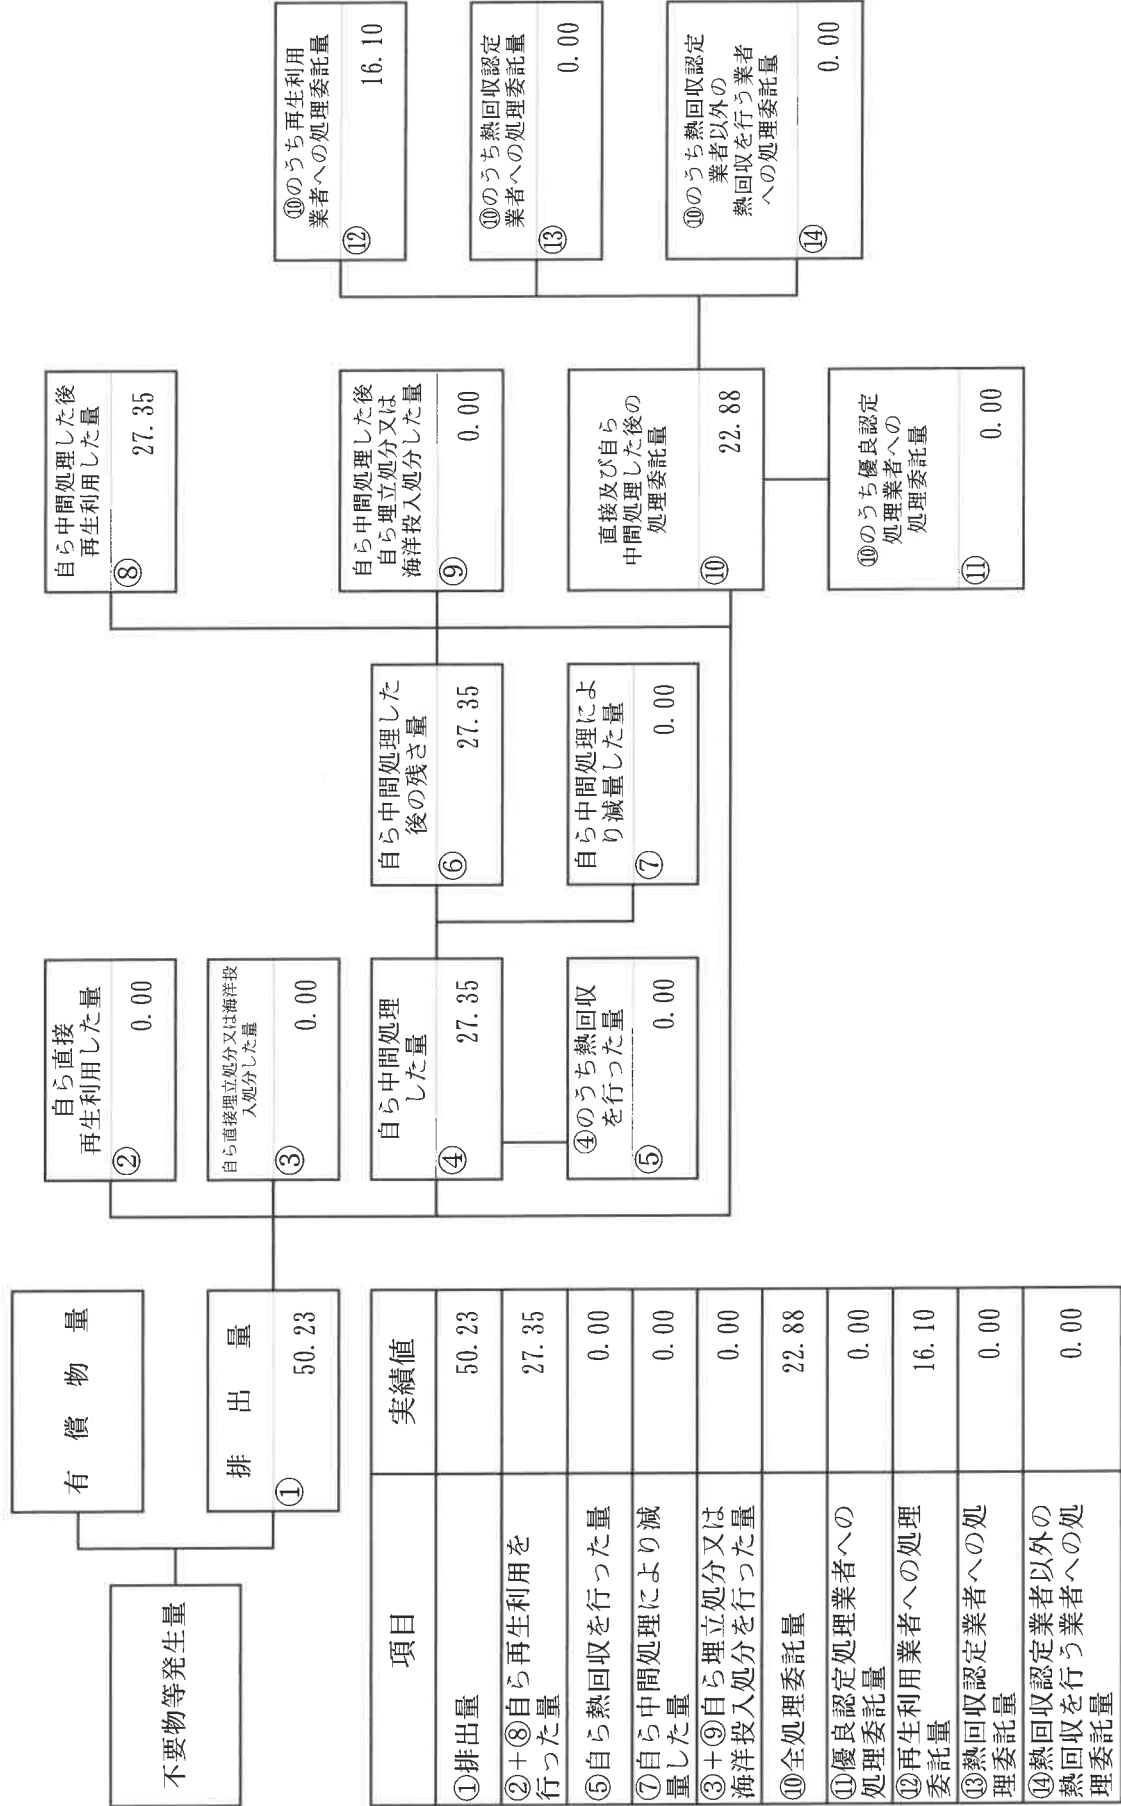 不要物等発生量
有償物量
排出量
①
50.23
自ら直接
再生利用した量
②
0.00
自ら直接埋立処分又は海洋投
入処分した量
③
0.00
自ら中間処理
した量
④
27.35
④のうち熱回収
を行った量
⑤
0.00
自ら中間処理した
後の残さ量
⑥
27.35
自ら中間処理によ
り減量した量
⑦
0.00
自ら中間処理した後
再生利用した量
⑧
27.35
自ら中間処理した後
自ら埋立処分又は
海洋投入処分した量
⑨
0.00
直接及び自ら
中間処理した後の
処理委託量
⑩
22.88
⑩のうち優良認定
処理業者への
処理委託量
⑪
0.00
⑩のうち再生利用
業者への処理委託量
⑫
16.10
⑩のうち熱回収認定
業者への処理委託量
⑬
0.00
⑩のうち熱回収認定
業者以外の
熱回収を行う業者
への処理委託量
⑭
0.00
項目
実績値
①排出量
50.23
②＋⑧自ら再生利用を
行った量
27.35
⑤自ら熱回収を行った量
0.00
⑦自ら中間処理により減
量した量
0.00
③＋⑨自ら埋立処分又は
海洋投入処分を行った量
0.00
⑩全処理委託量
22.88
⑪優良認定処理業者への
処理委託量
0.00
⑫再生利用業者への処理
委託量
16.10
⑬熱回収認定業者への処
理委託量
0.00
⑭熱回収認定業者以外の
熱回収を行う業者への処
理委託量
0.00